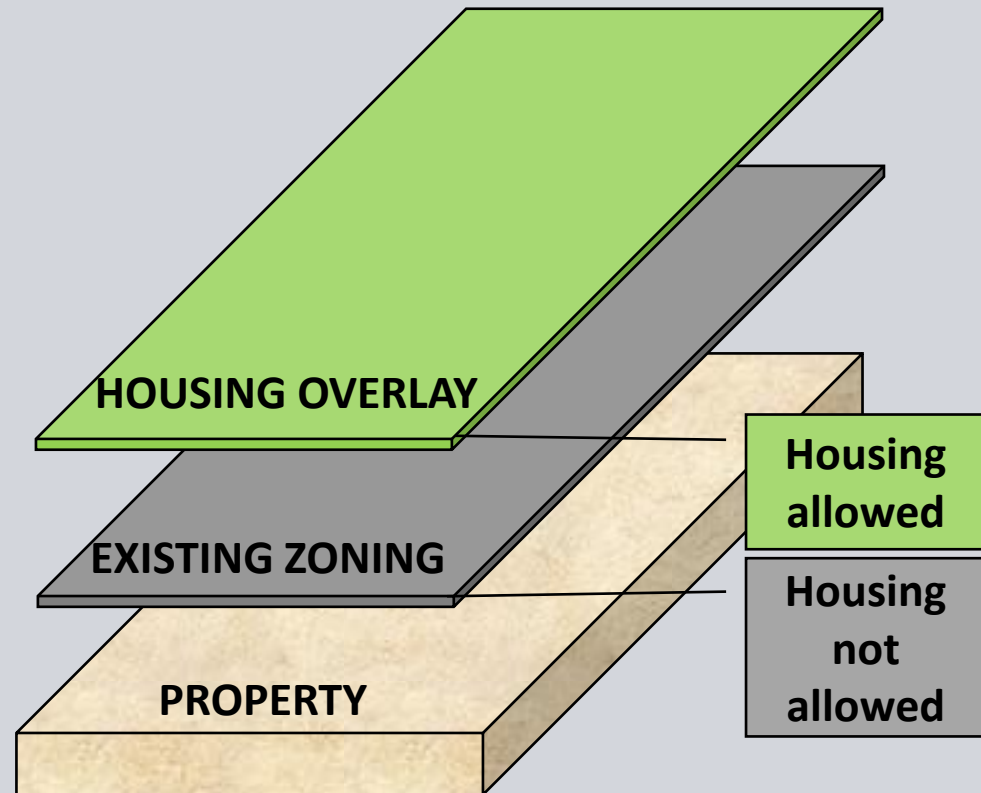 HOUSING OVERLAY
Housing
allowed
EXISTING ZONING
Housing
not
allowed
PROPERTY